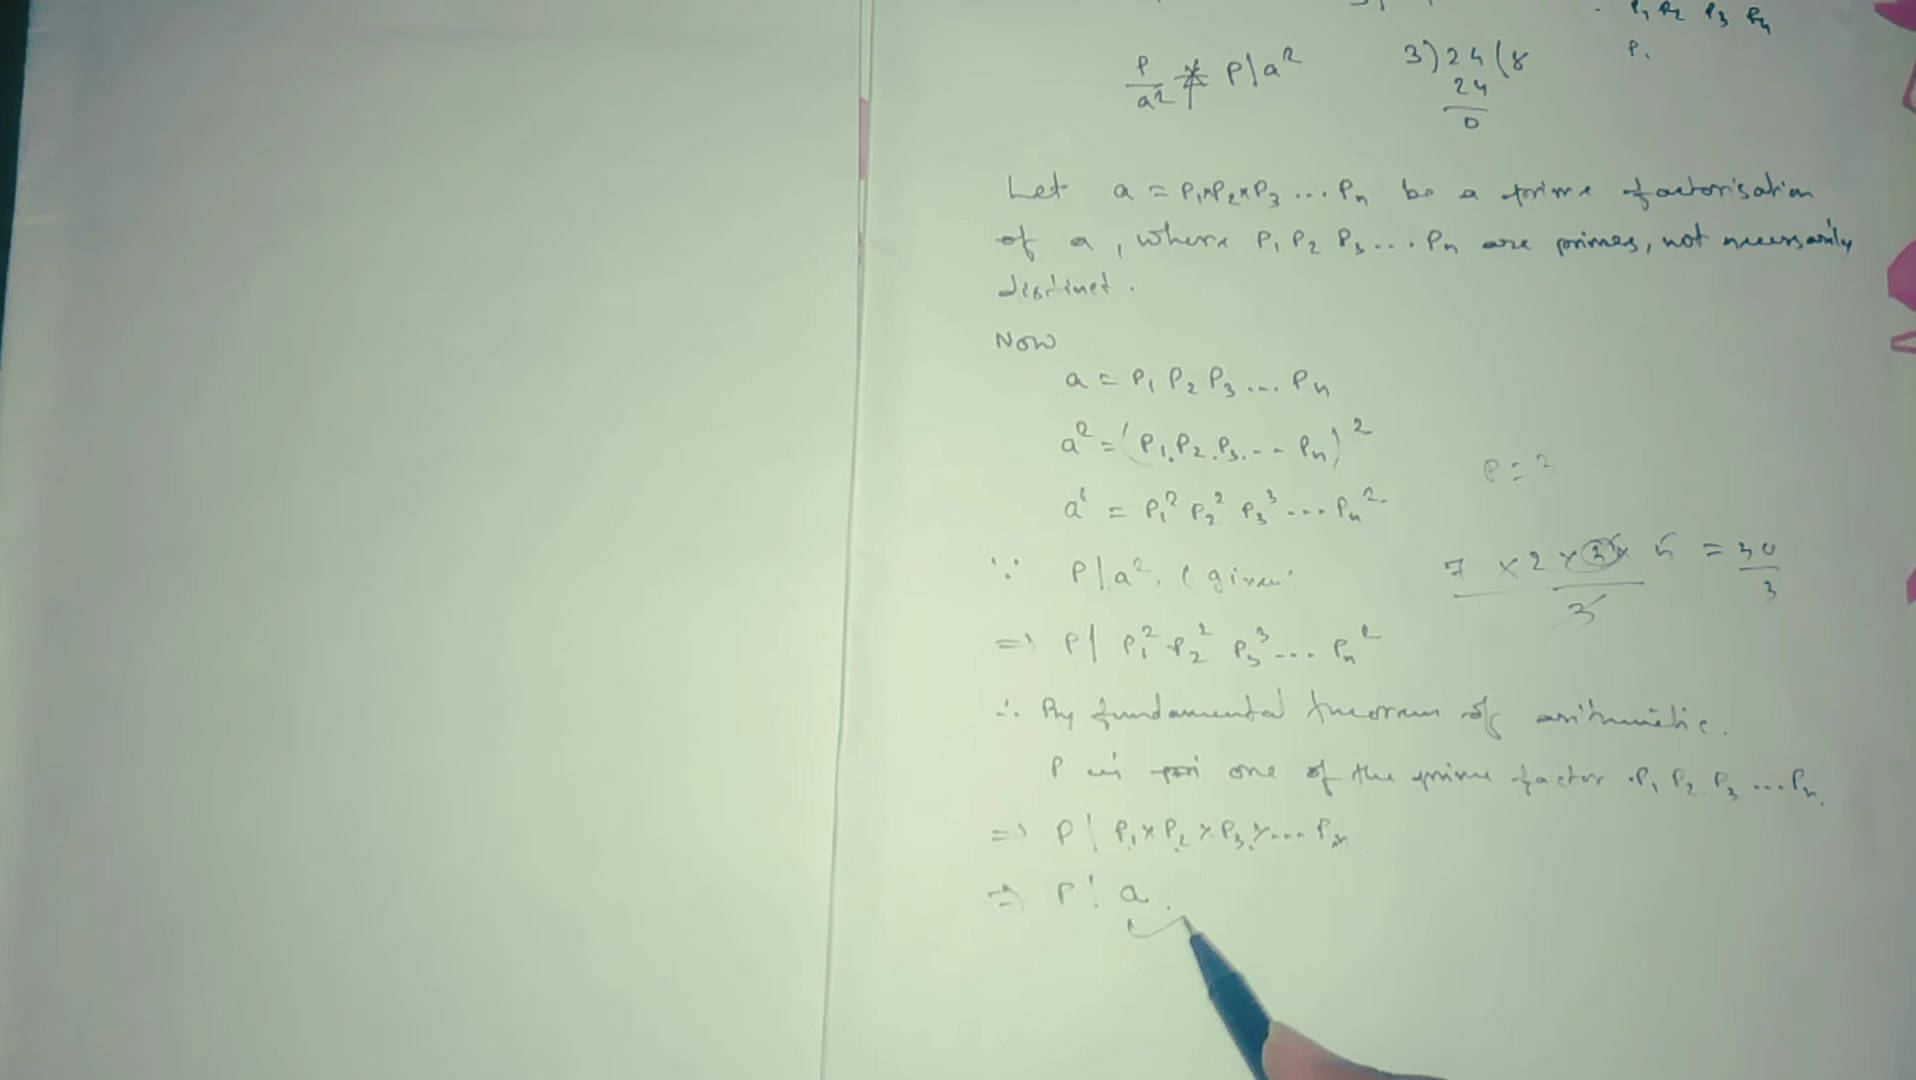 P₁ P₂ P₃ P₄
P.
P/a² P|a² 3)24(8
24
0
Let a = P₁×P₂×P₃ ... Pₙ be a prime factorisation
of a, where P₁ P₂ P₃ ... Pₙ are primes, not necessarily
distinct.
Now
a = P₁ P₂ P₃ .... Pₙ
a² = (P₁.P₂.P₃.-- Pₙ)²
P = 3
= P₁² P₂² P₃³ --- Pₙ²
∵ P|a². (given
7 × 2 × 3 × 5 = 30/3
3
⇒ P| P₁² P₂² P₃³ --- Pₙ²
∴ By fundamental theorem of arithmetic.
P is one of the prime factor P₁ P₂ P₃ ... Pₙ.
⇒ P | P₁ × P₂ × P₃ × ... Pₙ
⇒ P | a.